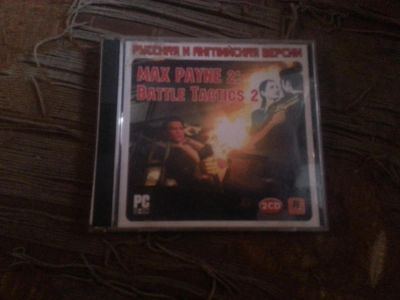 РУССКАЯ И АНГЛИЙСКАЯ ВЕРСИИ
MAX PAYNE 2:
BATTLE TACTICS 2
PC
2CD